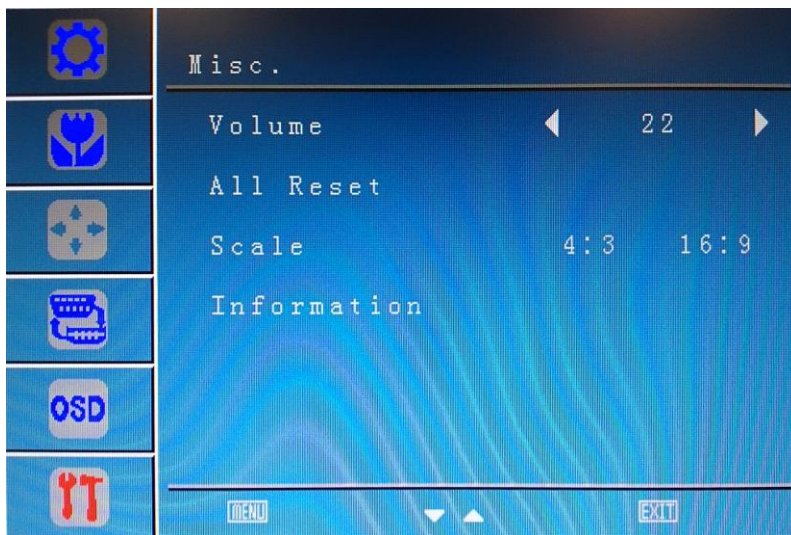 Misc.
Volume 22
All Reset
Scale 4:3 16:9
Information
OSD
MENU EXIT